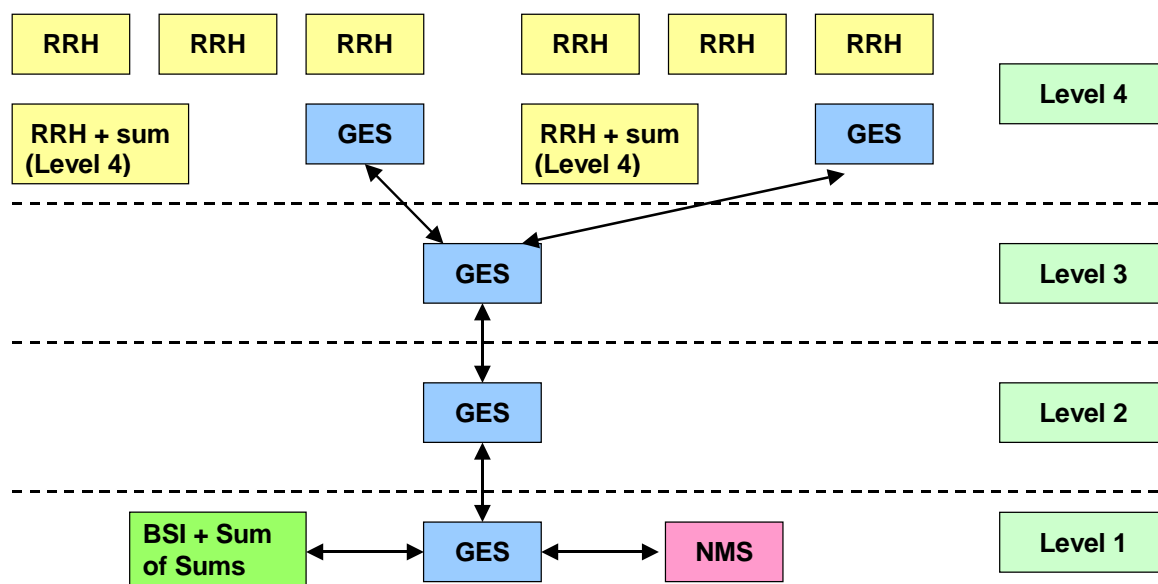 RRH RRH RRH RRH RRH RRH
Level 4
RRH + sum
(Level 4)
GES
RRH + sum
(Level 4)
GES
GES
Level 3
GES
Level 2
BSI + Sum
of Sums
GES
NMS
Level 1